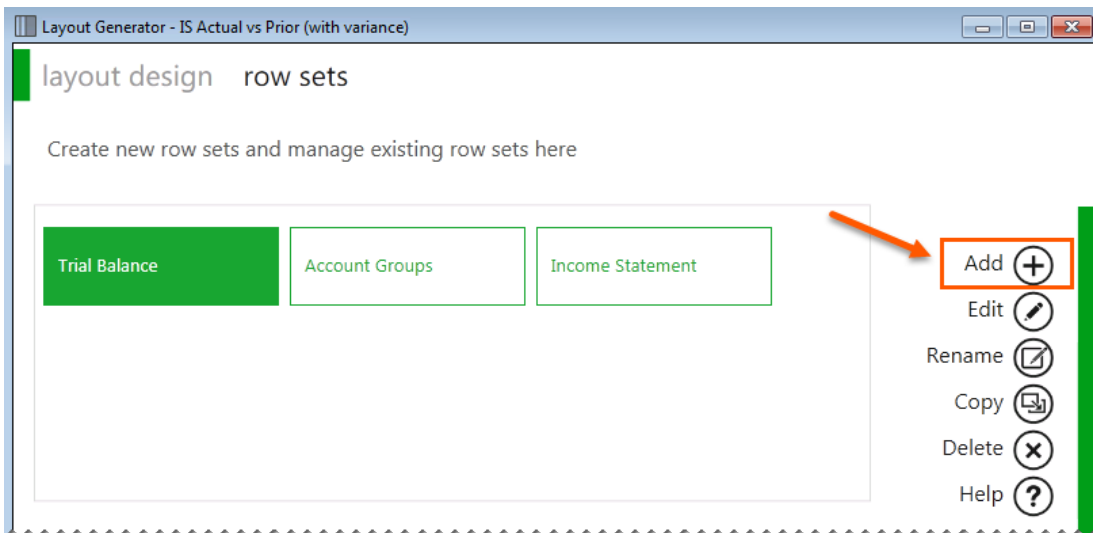 Layout Generator - IS Actual vs Prior (with variance)
layout design row sets
Create new row sets and manage existing row sets here
Trial Balance
Account Groups
Income Statement
Add
Edit
Rename
Copy
Delete
Help